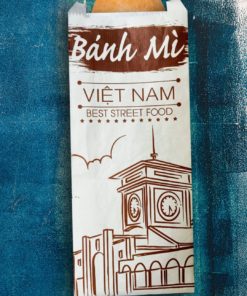 Bánh Mì
VIỆT NAM
BEST STREET FOOD